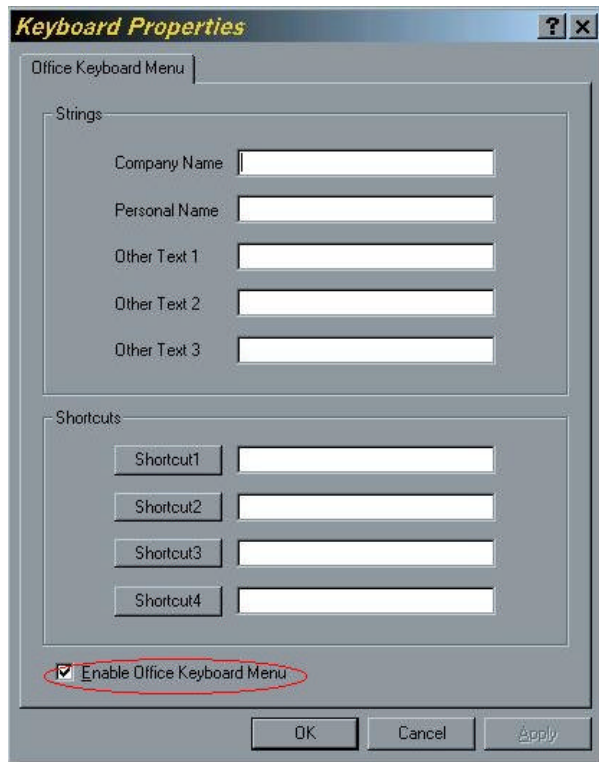 Keyboard Properties
Office Keyboard Menu
Strings
Company Name
Personal Name
Other Text 1
Other Text 2
Other Text 3
Shortcuts
Shortcut1
Shortcut2
Shortcut3
Shortcut4
Enable Office Keyboard Menu
OK Cancel Apply